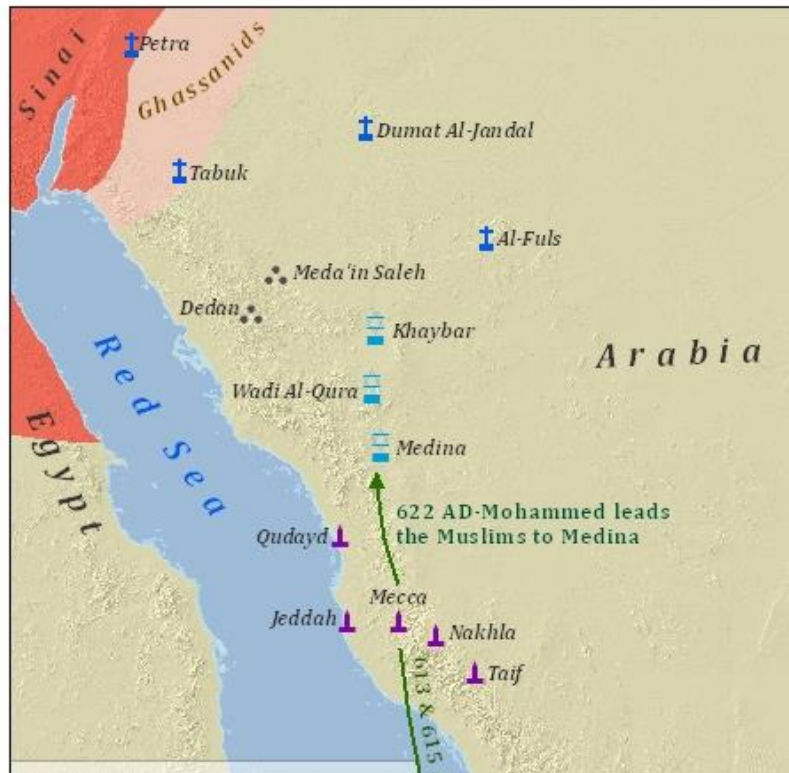 Petra
Sinai
Ghassanids
Dumat Al-Jandal
Tabuk
Al-Fuls
Meda'in Saleh
Dedan
Khaybar
Arabia
Red Sea
Wadi Al-Qura
Egypt
Medina
622 AD-Mohammed leads
the Muslims to Medina
Qudayd
Mecca
Jeddah
Nakhla
Taif
613 & 615